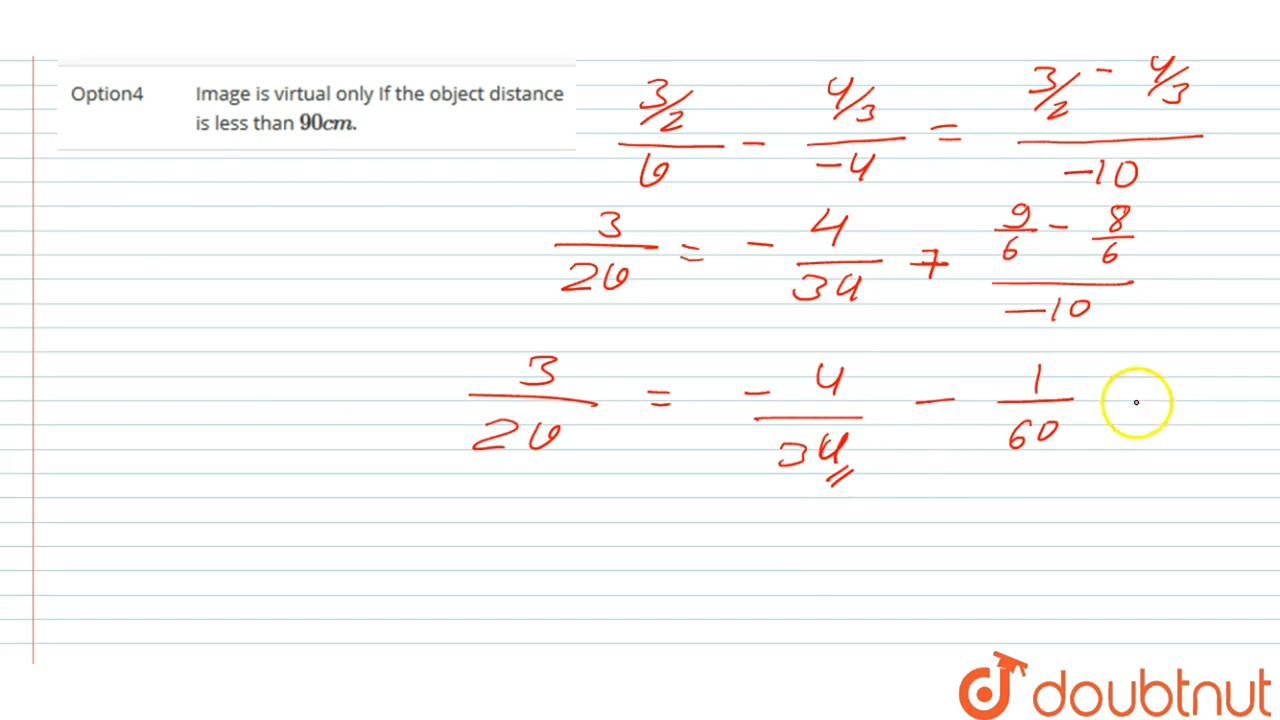 Option4 Image is virtual only If the object distance
is less than 90cm.
3/2 / v - 4/3 / -u = 3/2 - 4/3 / -10
3 / 2v = - 4 / 3u + 9/6 - 8/6 / -10
3 / 2v = - 4 / 3u - 1 / 60
doubtnut